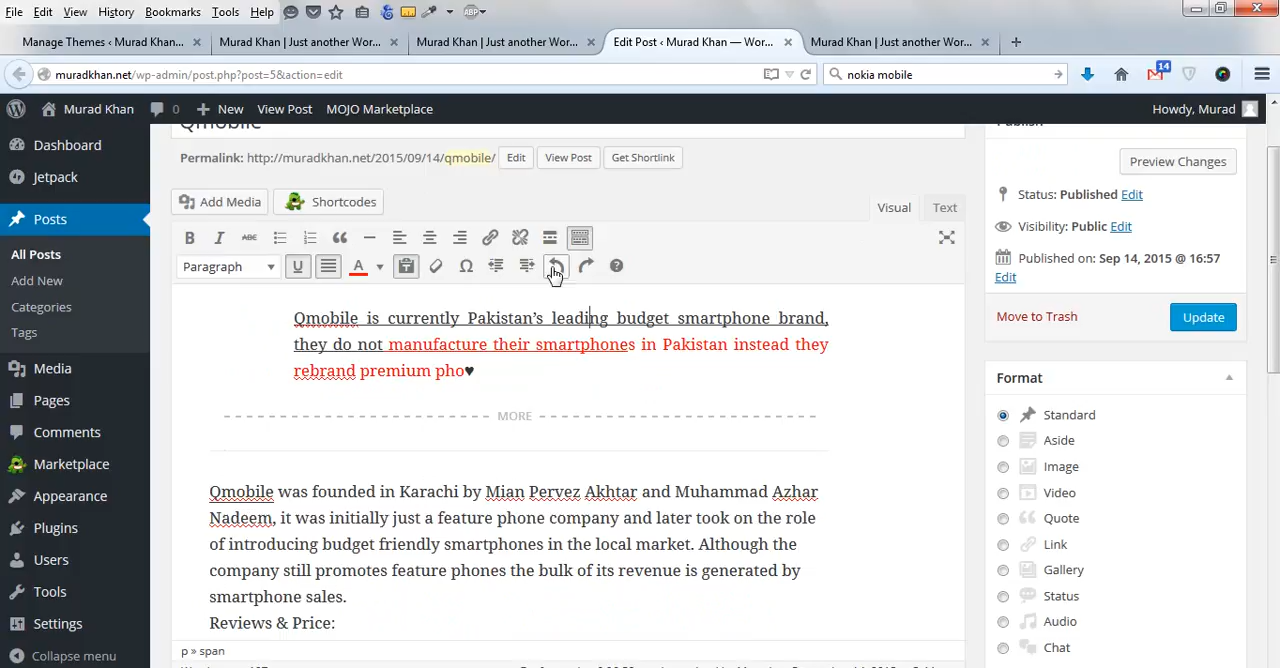 File Edit View History Bookmarks Tools Help ABP
Manage Themes ‹ Murad Khan... × Murad Khan | Just another Wor... × Murad Khan | Just another Wor... × Edit Post ‹ Murad Khan — Wor... × Murad Khan | Just another Wor... × +
muradkhan.net/wp-admin/post.php?post=5&action=edit nokia mobile 14
Murad Khan 0 + New View Post MOJO Marketplace Howdy, Murad
Dashboard
Jetpack
Posts
All Posts
Add New
Categories
Tags
Media
Pages
Comments
Marketplace
Appearance
Plugins
Users
Tools
Settings
Collapse menu
Qmobile
Permalink: http://muradkhan.net/2015/09/14/qmobile/ Edit View Post Get Shortlink
Add Media Shortcodes
Visual Text
B I ABC
Paragraph U A Ω ?
Qmobile is currently Pakistan's leading budget smartphone brand,
they do not manufacture their smartphones in Pakistan instead they
rebrand premium pho♥
MORE
Qmobile was founded in Karachi by Mian Pervez Akhtar and Muhammad Azhar
Nadeem, it was initially just a feature phone company and later took on the role
of introducing budget friendly smartphones in the local market. Although the
company still promotes feature phones the bulk of its revenue is generated by
smartphone sales.
Reviews & Price:
p » span
Publish
Preview Changes
Status: Published Edit
Visibility: Public Edit
Published on: Sep 14, 2015 @ 16:57
Edit
Move to Trash Update
Format
Standard
Aside
Image
Video
Quote
Link
Gallery
Status
Audio
Chat